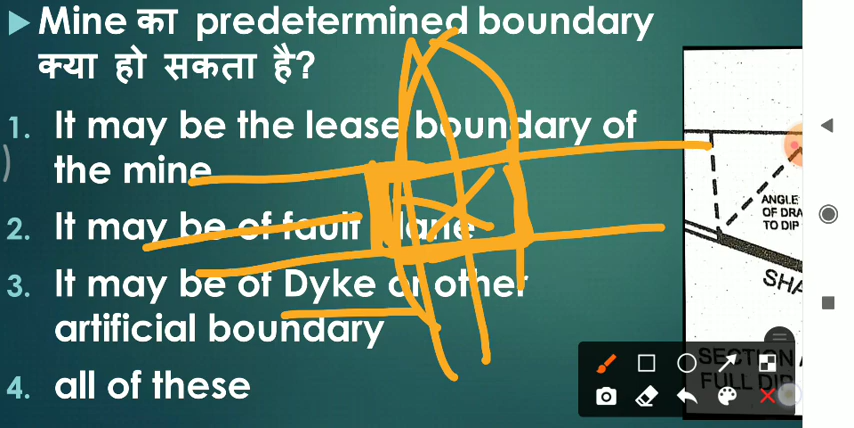 Mine का predetermined boundary
क्या हो सकता है?
1. It may be the lease boundary of
the mine
2. It may be of fault plane
3. It may be of Dyke or other
artificial boundary
4. all of these
ANGLE
OF DRA
TO DIP
SHA
SECTION A
FULL DIP